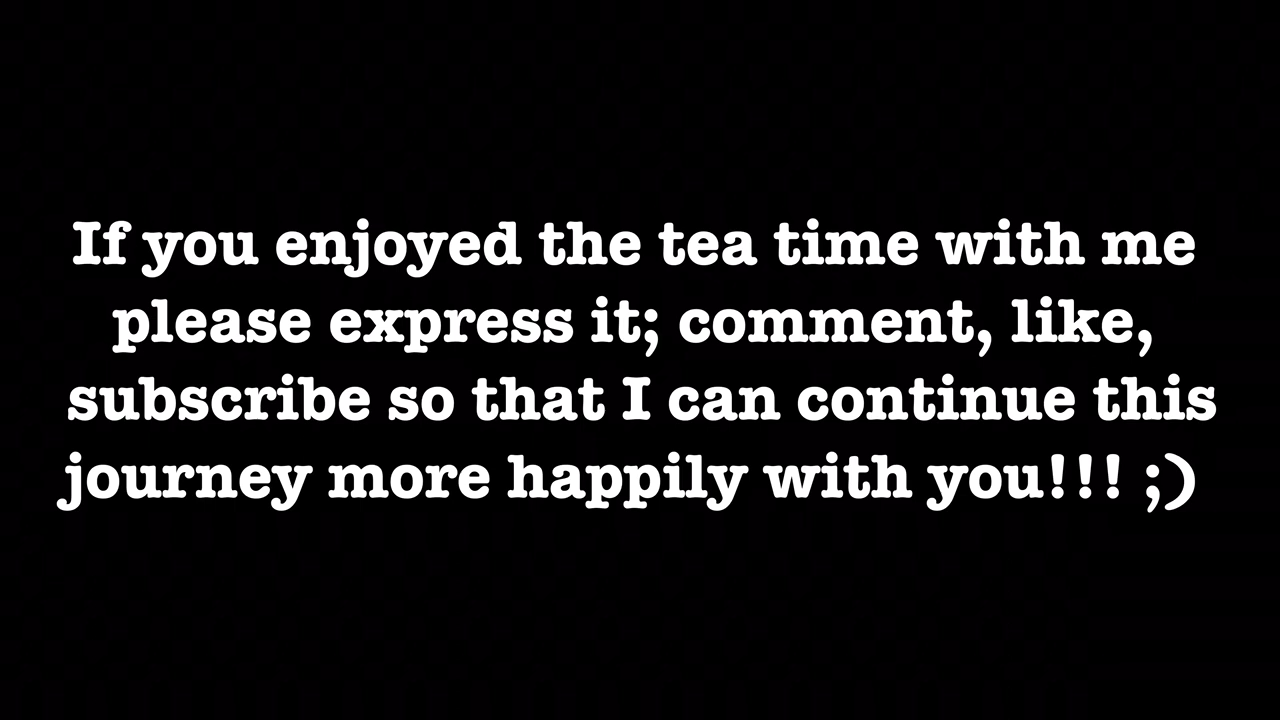 If you enjoyed the tea time with me
please express it; comment, like,
subscribe so that I can continue this
journey more happily with you!!! ;)